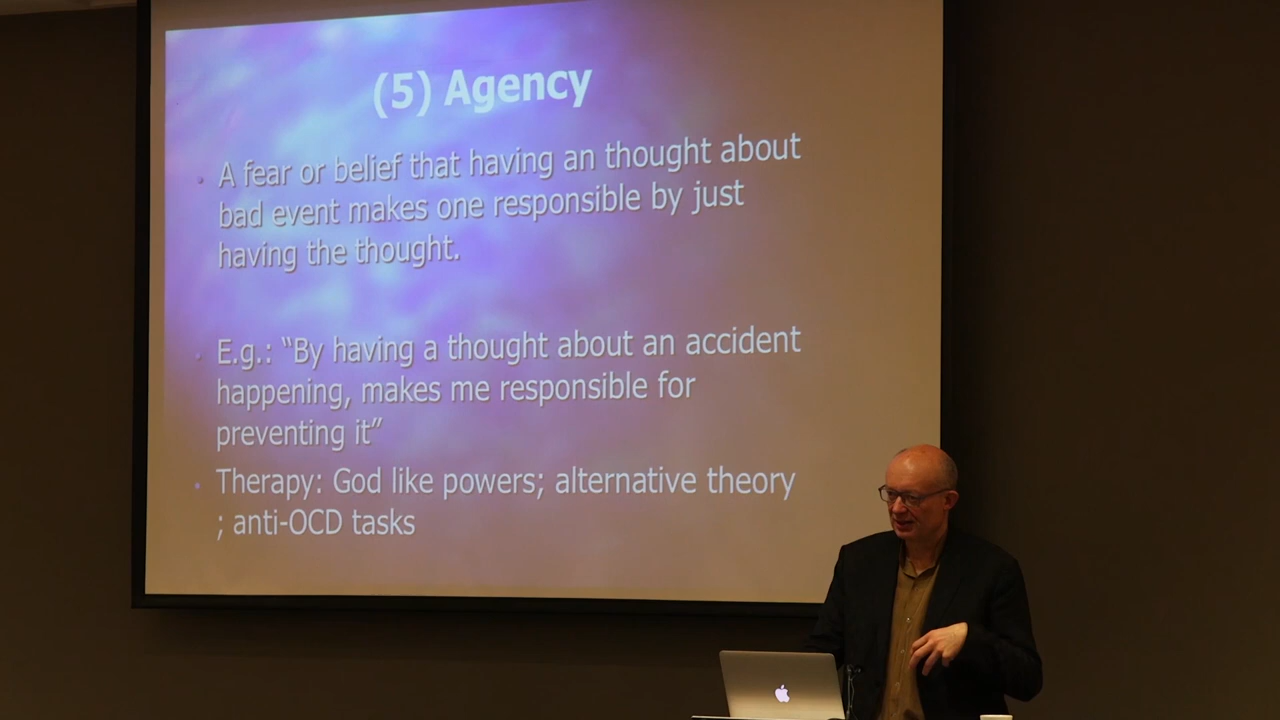 (5) Agency
A fear or belief that having an thought about
bad event makes one responsible by just
having the thought.
E.g.: “By having a thought about an accident
happening, makes me responsible for
preventing it”
Therapy: God like powers; alternative theory
; anti-OCD tasks